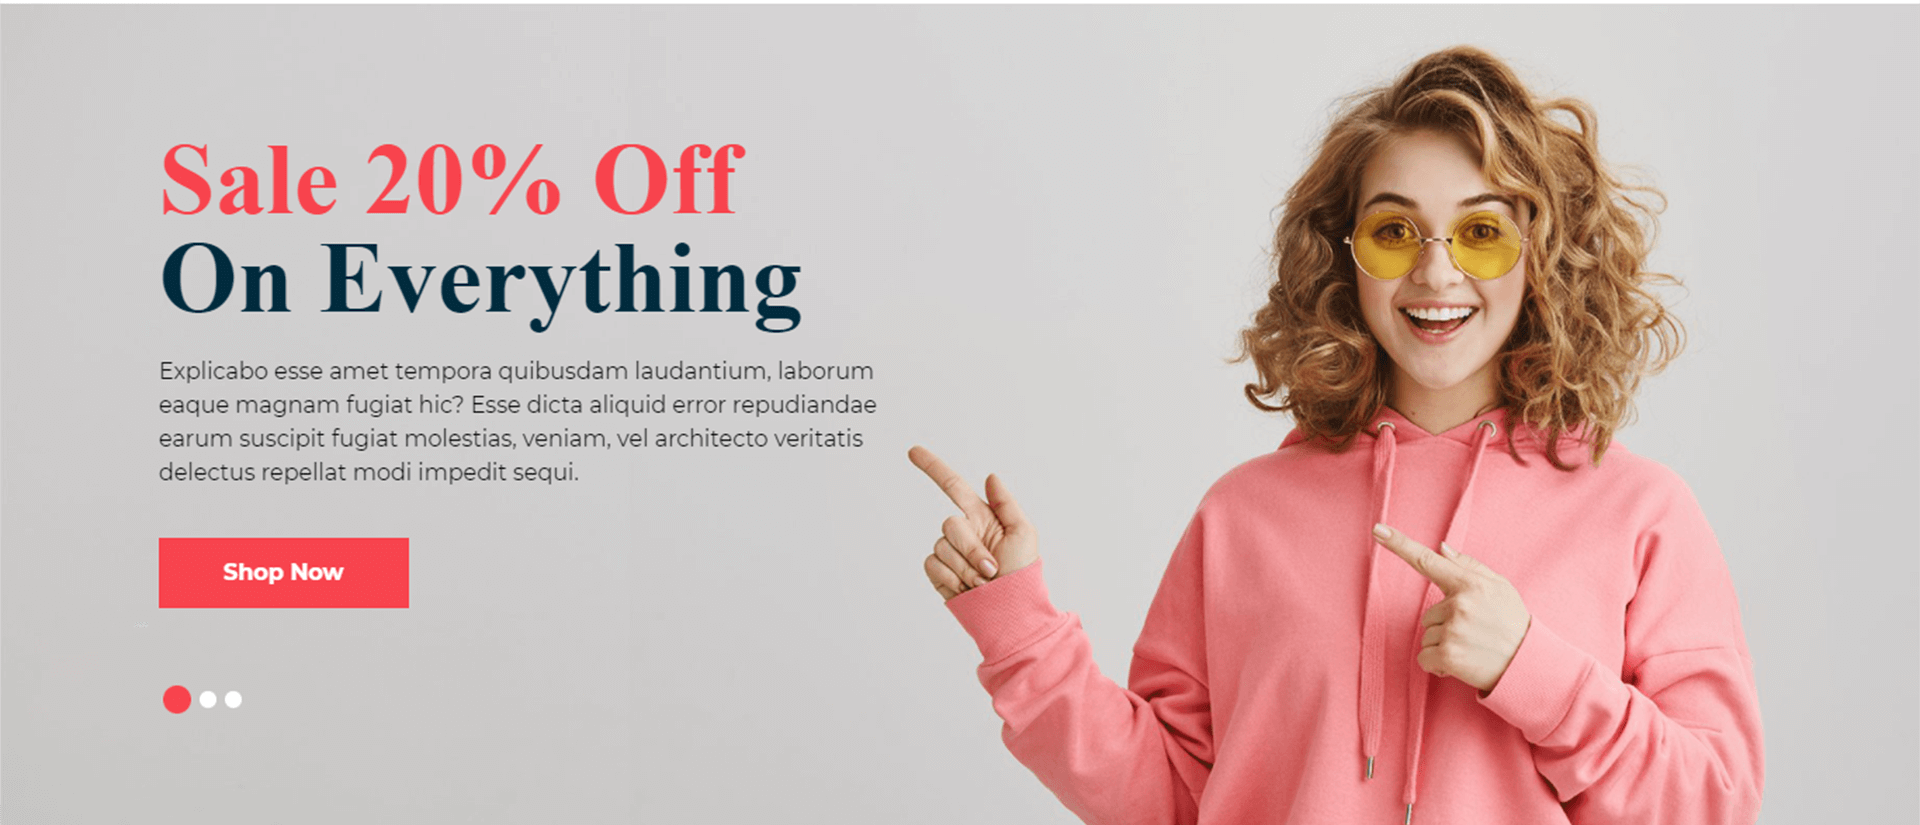 Sale 20% Off
On Everything
Explicabo esse amet tempora quibusdam laudantium, laborum
eaque magnam fugiat hic? Esse dicta aliquid error repudiandae
earum suscipit fugiat molestias, veniam, vel architecto veritatis
delectus repellat modi impedit sequi.
Shop Now